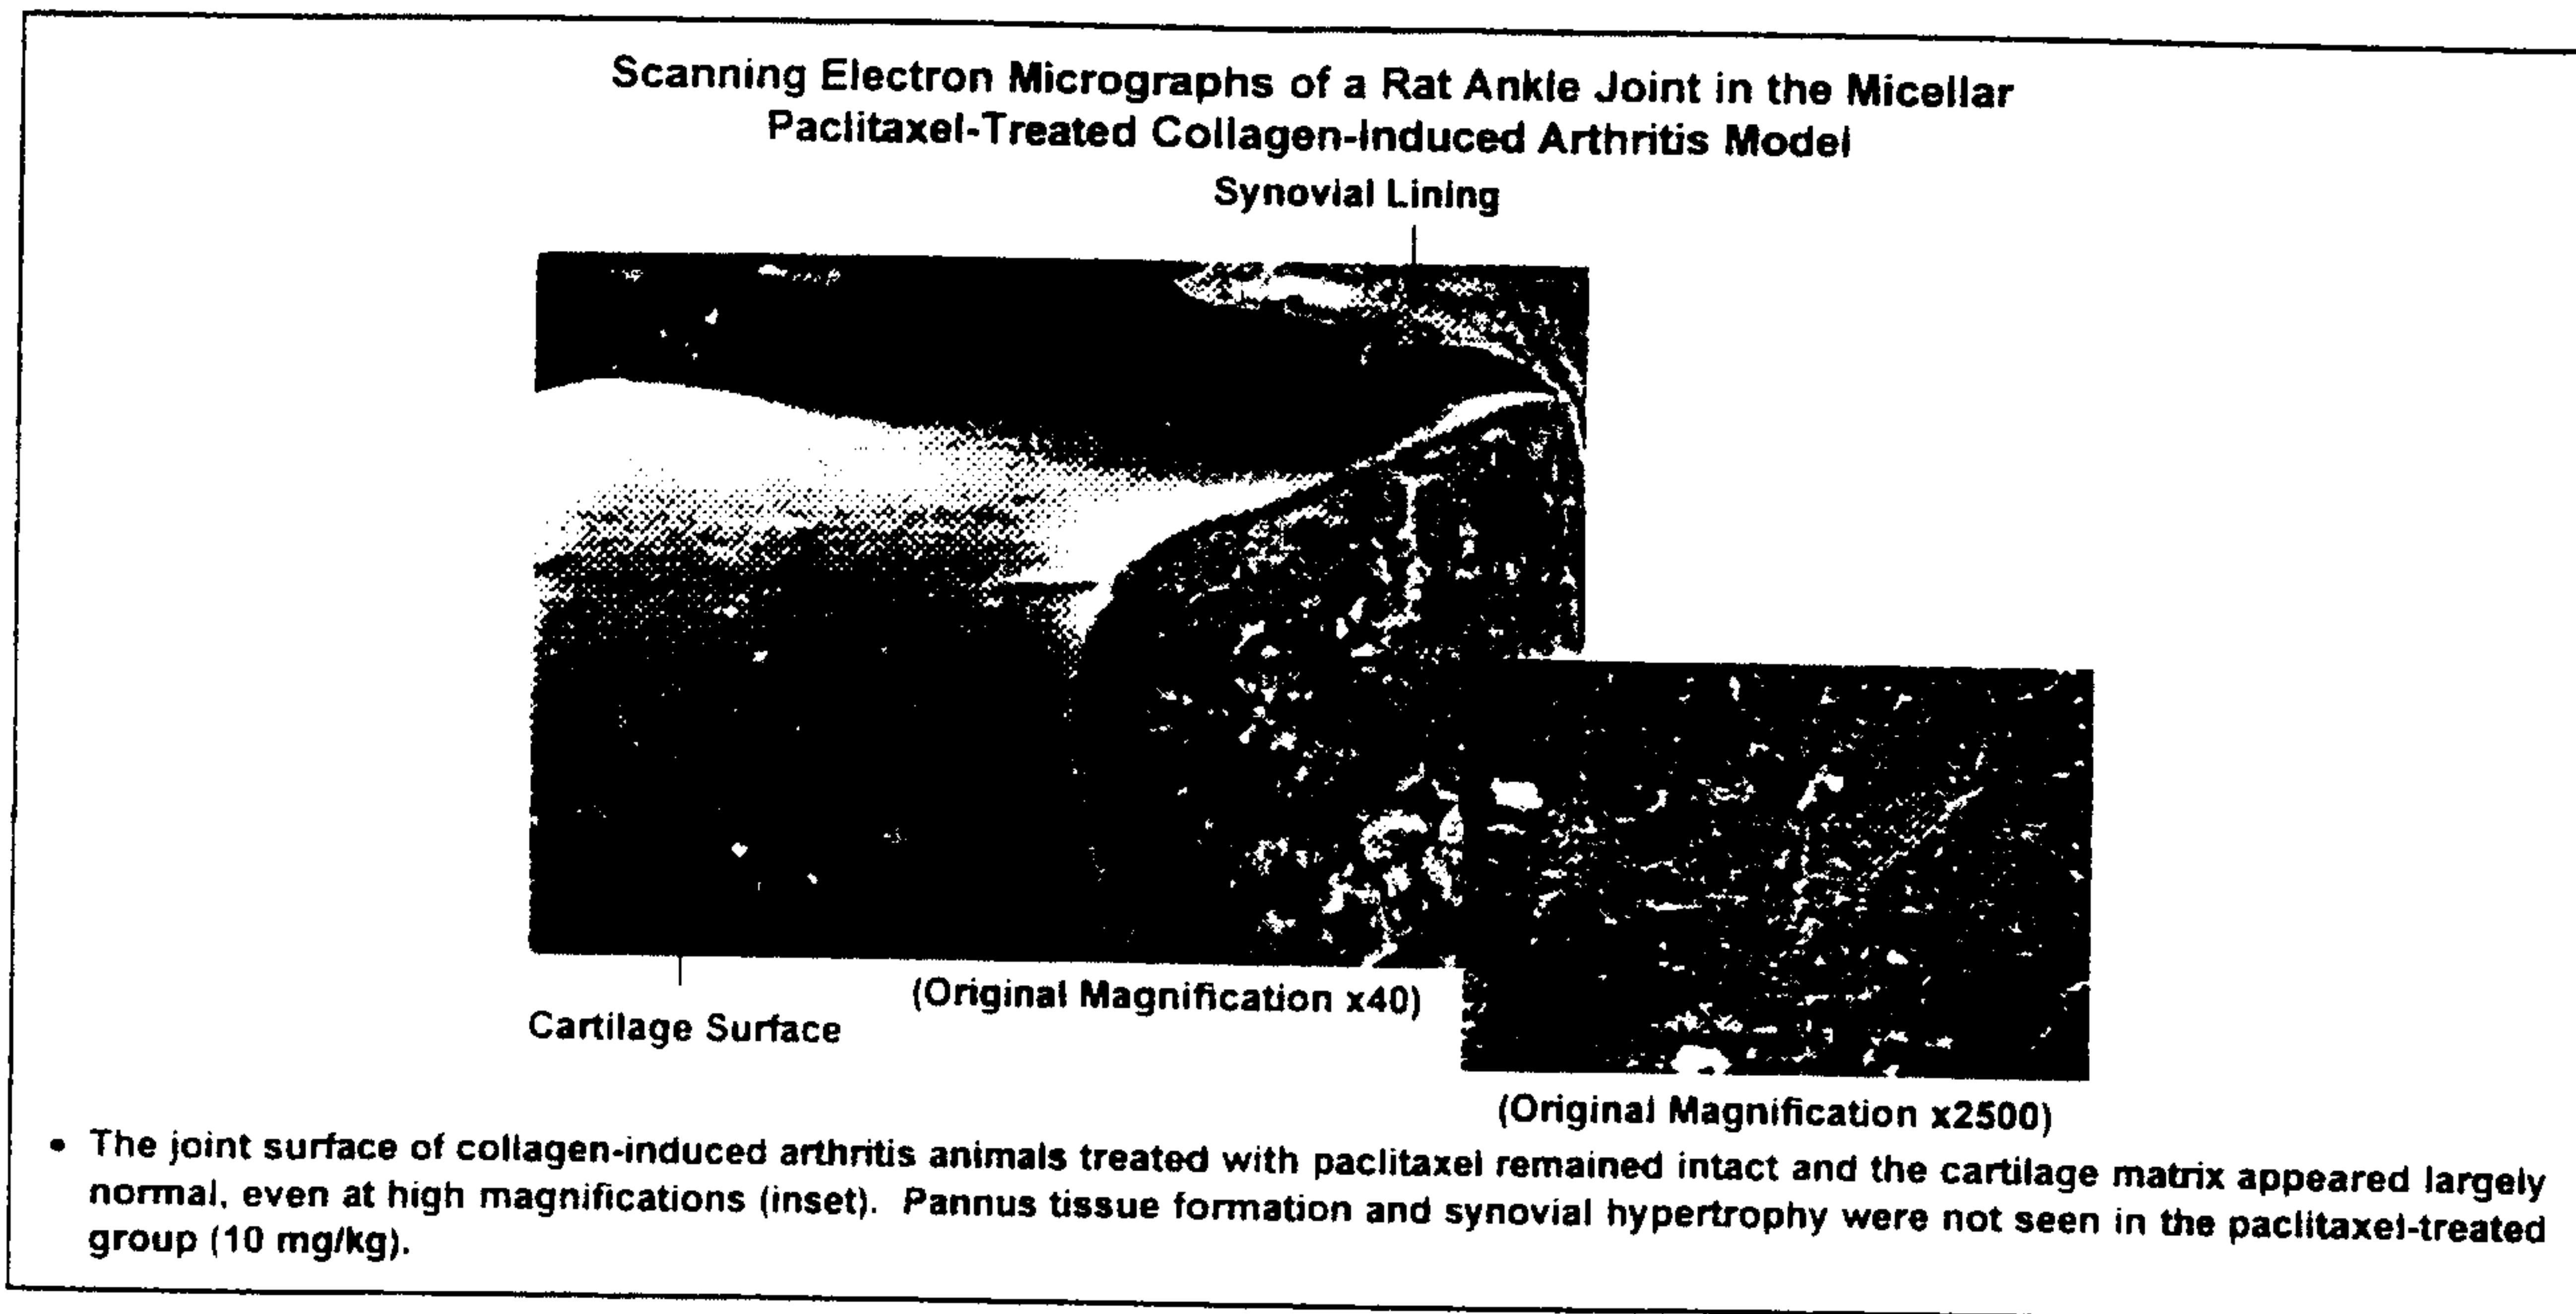 Scanning Electron Micrographs of a Rat Ankle Joint in the Micellar
Paclitaxel-Treated Collagen-Induced Arthritis Model
Synovial Lining
(Original Magnification x40)
Cartilage Surface
(Original Magnification x2500)
• The joint surface of collagen-induced arthritis animals treated with paclitaxel remained intact and the cartilage matrix appeared largely
normal, even at high magnifications (inset). Pannus tissue formation and synovial hypertrophy were not seen in the paclitaxel-treated
group (10 mg/kg).